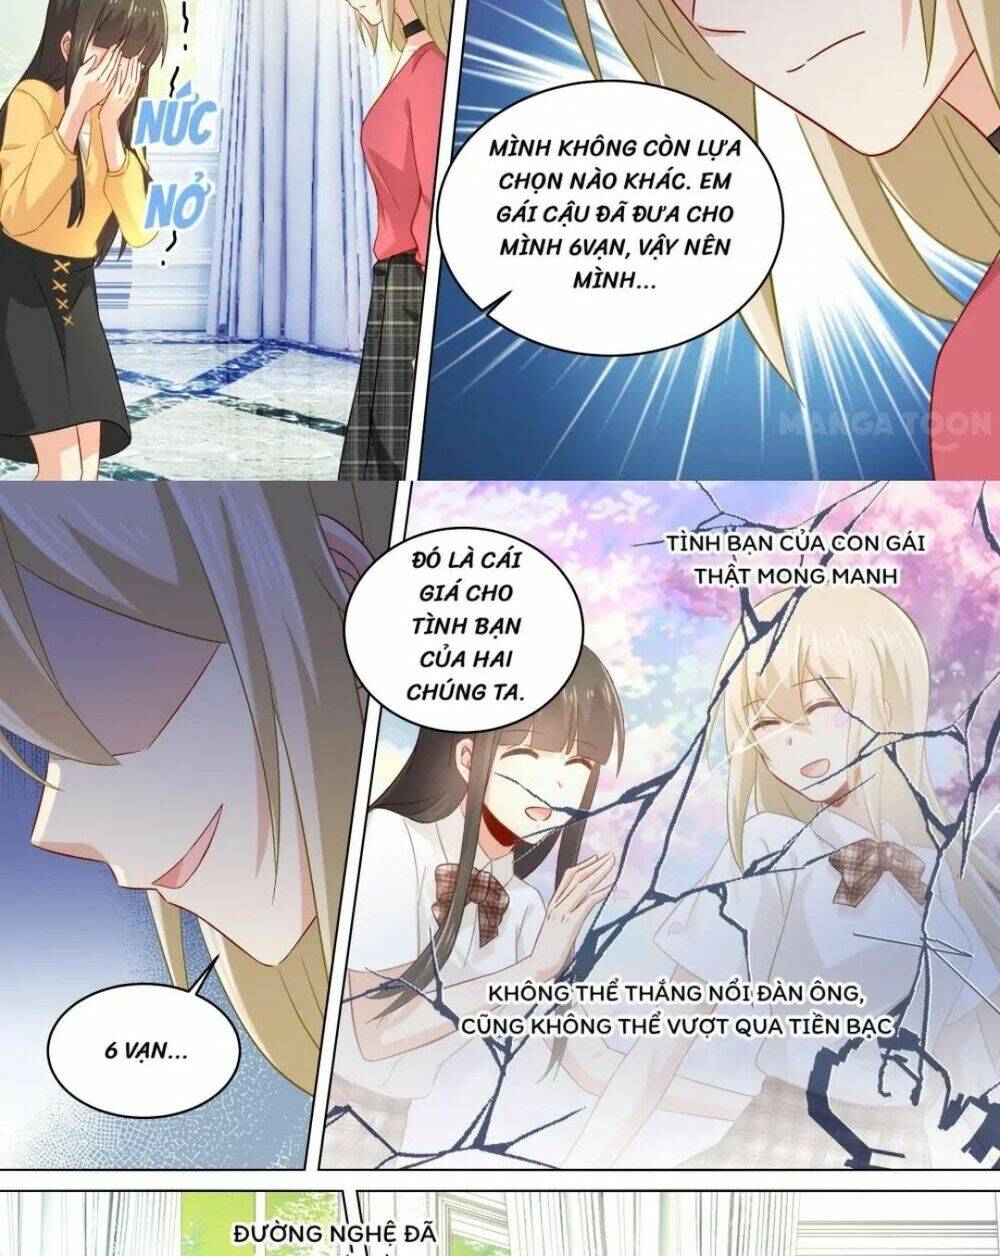 NỨC
NỞ
MÌNH KHÔNG CÒN LỰA
CHỌN NÀO KHÁC. EM
GÁI CẬU ĐÃ ĐƯA CHO
MÌNH 6VẠN, VẬY NÊN
MÌNH...
MANGATOON
ĐÓ LÀ CÁI
GIÁ CHO
TÌNH BẠN
CỦA HAI
CHÚNG TA.
TÌNH BẠN CỦA CON GÁI
THẬT MONG MANH
KHÔNG THỂ THẮNG NỔI ĐÀN ÔNG,
CŨNG KHÔNG THỂ VƯỢT QUA TIỀN BẠC
6 VẠN...
ĐƯỜNG NGHỆ ĐÃ